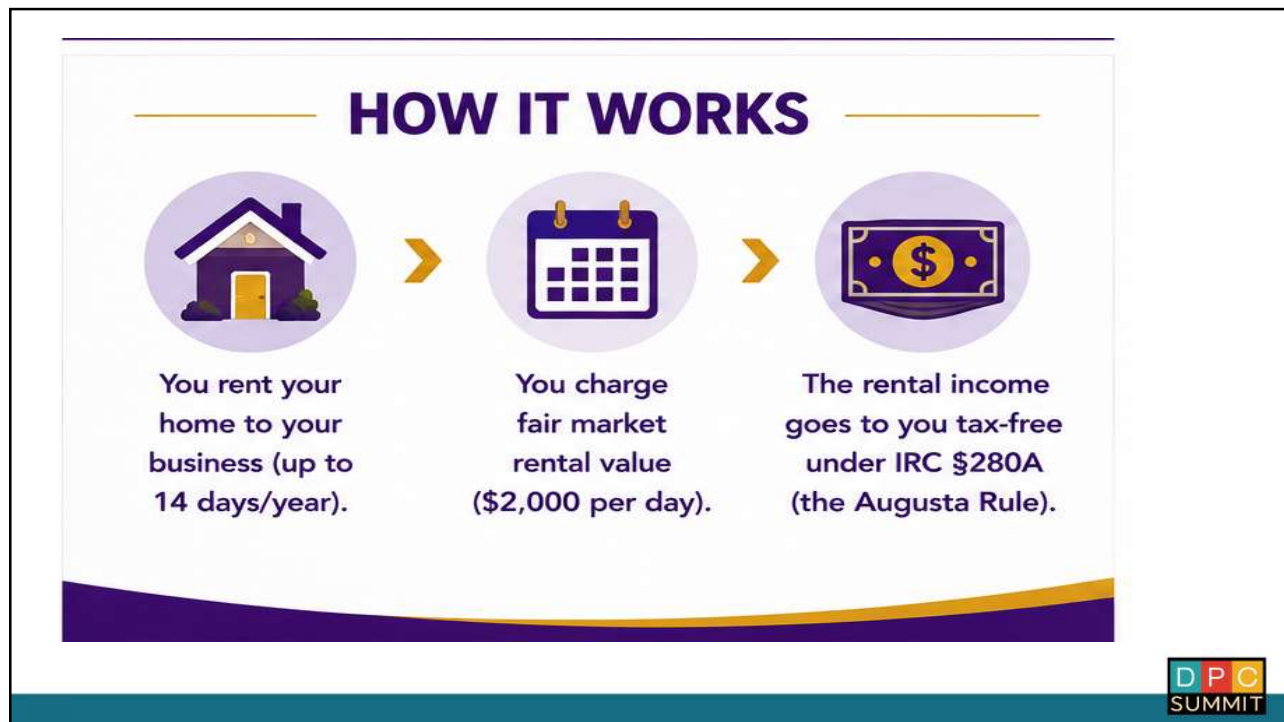 HOW IT WORKS
You rent your
home to your
business (up to
14 days/year).
You charge
fair market
rental value
($2,000 per day).
The rental income
goes to you tax-free
under IRC §280A
(the Augusta Rule).
$
DPC
SUMMIT